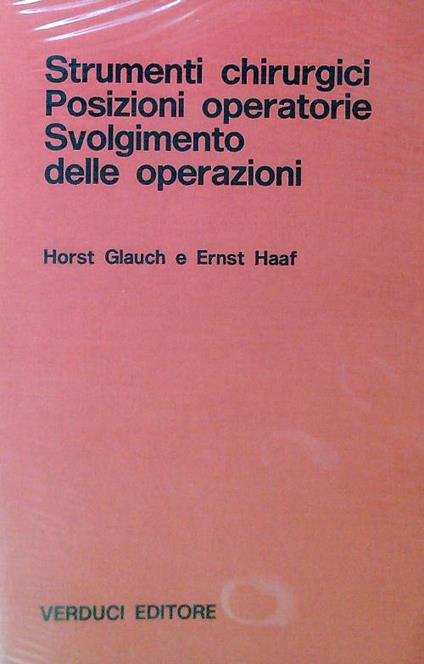 Strumenti chirurgici
Posizioni operatorie
Svolgimento
delle operazioni
Horst Glauch e Ernst Haaf
VERDUCI EDITORE